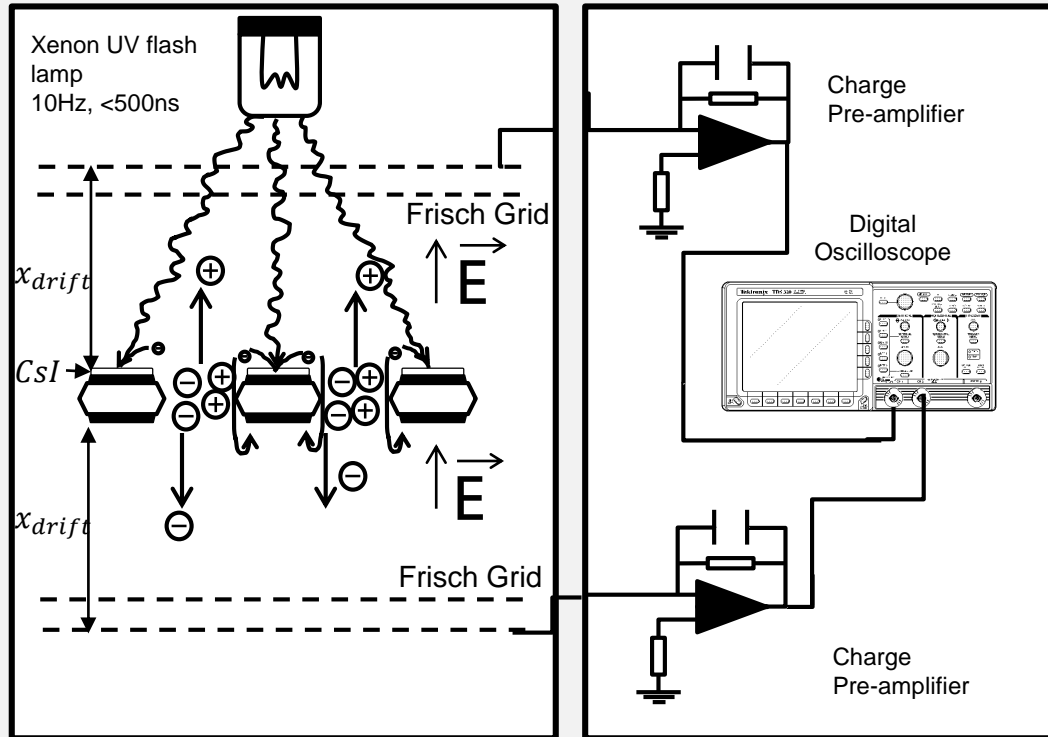 Xenon UV flash
lamp
10Hz, <500ns
Frisch Grid
E
x_drift
CsI
E
x_drift
Frisch Grid
Charge
Pre-amplifier
Digital
Oscilloscope
Tektronix
Charge
Pre-amplifier